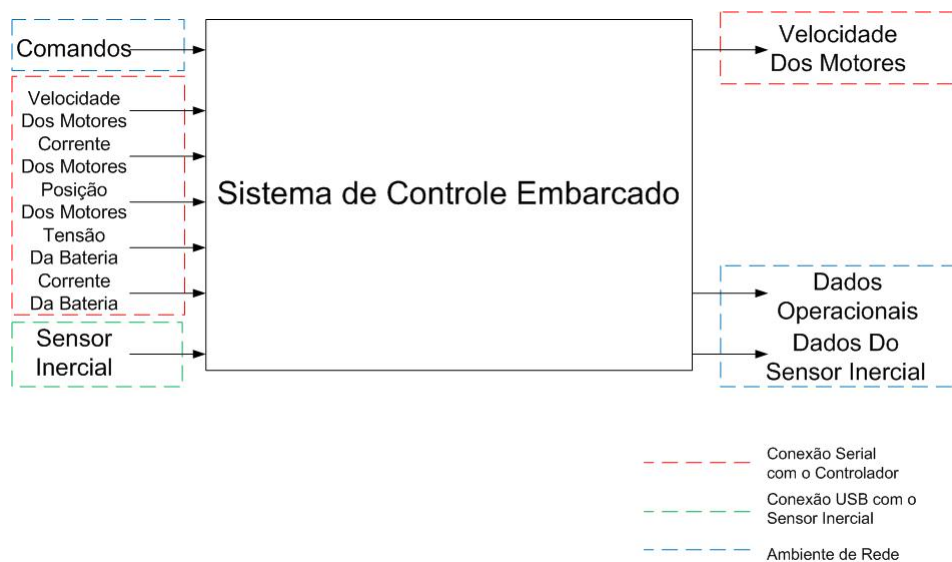 Comandos
Velocidade
Dos Motores
Corrente
Dos Motores
Posição
Dos Motores
Tensão
Da Bateria
Corrente
Da Bateria
Sensor
Inercial
Sistema de Controle Embarcado
Velocidade
Dos Motores
Dados
Operacionais
Dados Do
Sensor Inercial
Conexão Serial
com o Controlador
Conexão USB com o
Sensor Inercial
Ambiente de Rede